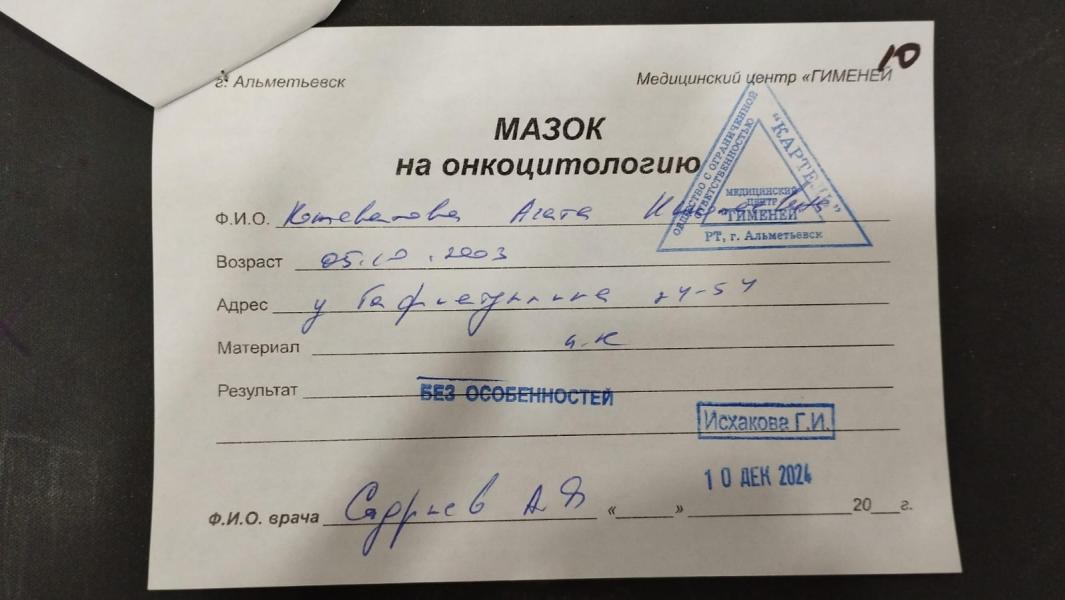 г. Альметьевск
Медицинский центр «ГИМЕНЕЙ
10
МАЗОК
на онкоцитологию
ОБЩЕСТВО С ОГРАНИЧЕННОЙ
ОТВЕТСТВЕННОСТЬЮ
МЕДИЦИНСКИЙ
ЦЕНТР
ГИМЕНЕЙ
РТ, г. Альметьевск
Ф.И.О. Агата
Возраст 05.10.2003
Адрес у
Материал
Результат БЕЗ ОСОБЕННОСТЕЙ
Исхакова Г.И.
10 ДЕК 2024
Ф.И.О. врача Садриев А Я « » 20 г.